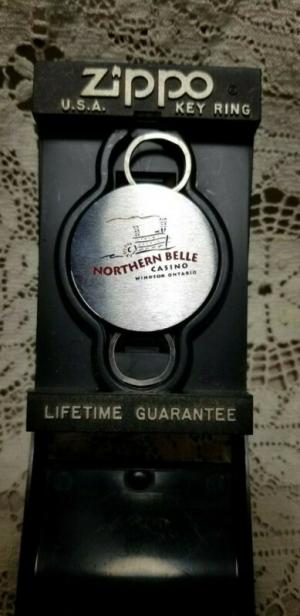 zippo
U.S.A. KEY RING
NORTHERN BELLE
CASINO
WINDSOR ONTARIO
LIFETIME GUARANTEE